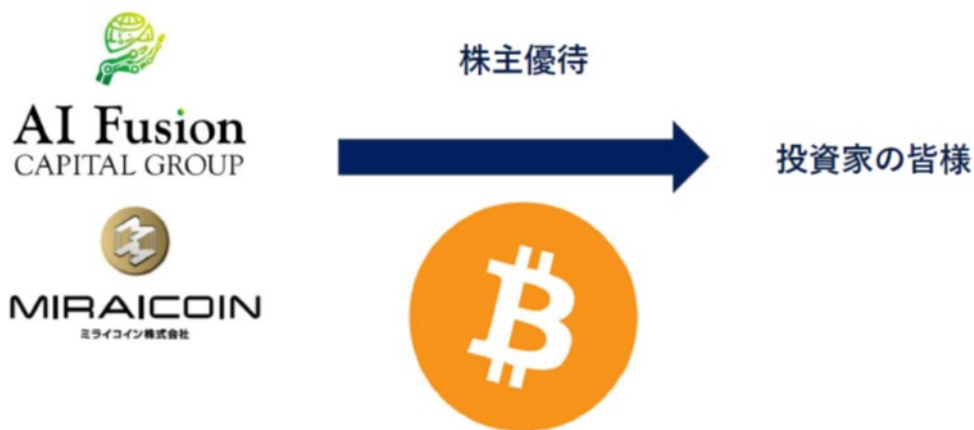 AI Fusion
CAPITAL GROUP
MIRAICOIN
ミライコイン株式会社
株主優待
投資家の皆様